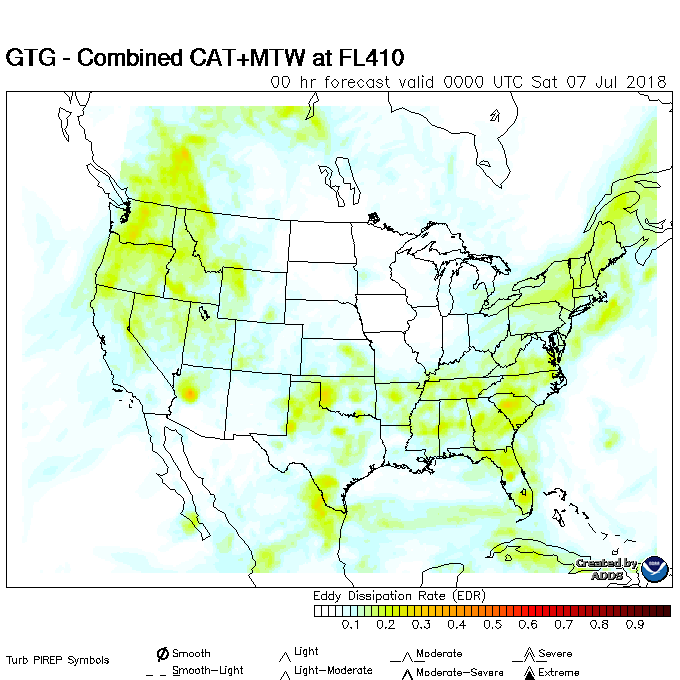 GTG - Combined CAT+MTW at FL410
00 hr forecast valid 0000 UTC Sat 07 Jul 2018
Created by
ADDS
Eddy Dissipation Rate (EDR)
0.1 0.2 0.3 0.4 0.5 0.6 0.7 0.8 0.9
Turb PIREP Symbols
Smooth Light Moderate Severe
Smooth-Light Light-Moderate Moderate-Severe Extreme